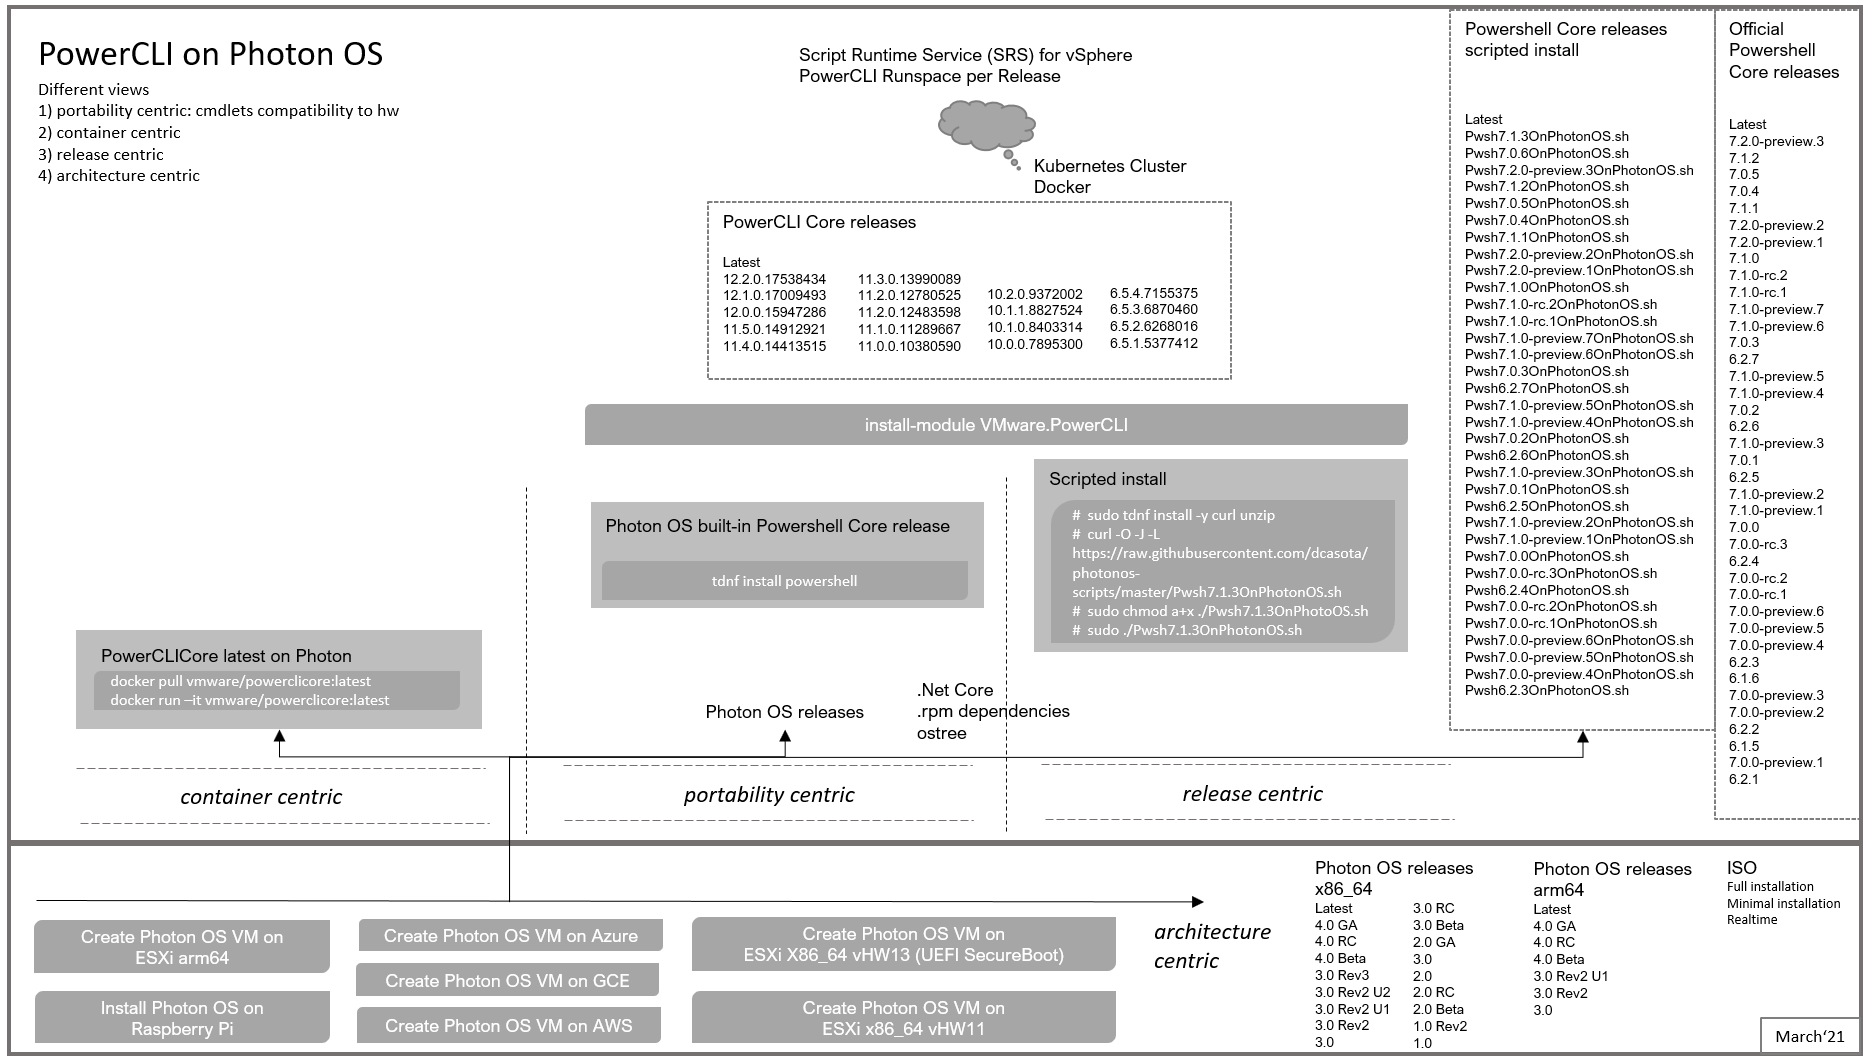 PowerCLI on Photon OS
Different views
1) portability centric: cmdlets compatibility to hw
2) container centric
3) release centric
4) architecture centric
Script Runtime Service (SRS) for vSphere
PowerCLI Runspace per Release
Kubernetes Cluster
Docker
PowerCLI Core releases
Latest
12.2.0.17538434
12.1.0.17009493
12.0.0.15947286
11.5.0.14912921
11.4.0.14413515
11.3.0.13990089
11.2.0.12780525
11.2.0.12483598
11.1.0.11289667
11.0.0.10380590
10.2.0.9372002
10.1.1.8827524
10.1.0.8403314
10.0.0.7895300
6.5.4.7155375
6.5.3.6870460
6.5.2.6268016
6.5.1.5377412
install-module VMware.PowerCLI
PowerCLICore latest on Photon
docker pull vmware/powerclicore:latest
docker run –it vmware/powerclicore:latest
Photon OS built-in Powershell Core release
tdnf install powershell
Scripted install
# sudo tdnf install -y curl unzip
# curl -O -J -L
https://raw.githubusercontent.com/dcasota/
photonos-
scripts/master/Pwsh7.1.3OnPhotonOS.sh
# sudo chmod a+x ./Pwsh7.1.3OnPhotoOS.sh
# sudo ./Pwsh7.1.3OnPhotonOS.sh
Photon OS releases
.Net Core
.rpm dependencies
ostree
container centric
portability centric
release centric
Powershell Core releases
scripted install
Latest
Pwsh7.1.3OnPhotonOS.sh
Pwsh7.0.6OnPhotonOS.sh
Pwsh7.2.0-preview.3OnPhotonOS.sh
Pwsh7.1.2OnPhotonOS.sh
Pwsh7.0.5OnPhotonOS.sh
Pwsh7.0.4OnPhotonOS.sh
Pwsh7.1.1OnPhotonOS.sh
Pwsh7.2.0-preview.2OnPhotonOS.sh
Pwsh7.2.0-preview.1OnPhotonOS.sh
Pwsh7.1.0OnPhotonOS.sh
Pwsh7.1.0-rc.2OnPhotonOS.sh
Pwsh7.1.0-rc.1OnPhotonOS.sh
Pwsh7.1.0-preview.7OnPhotonOS.sh
Pwsh7.1.0-preview.6OnPhotonOS.sh
Pwsh7.0.3OnPhotonOS.sh
Pwsh6.2.7OnPhotonOS.sh
Pwsh7.1.0-preview.5OnPhotonOS.sh
Pwsh7.1.0-preview.4OnPhotonOS.sh
Pwsh7.0.2OnPhotonOS.sh
Pwsh6.2.6OnPhotonOS.sh
Pwsh7.1.0-preview.3OnPhotonOS.sh
Pwsh7.0.1OnPhotonOS.sh
Pwsh6.2.5OnPhotonOS.sh
Pwsh7.1.0-preview.2OnPhotonOS.sh
Pwsh7.1.0-preview.1OnPhotonOS.sh
Pwsh7.0.0OnPhotonOS.sh
Pwsh7.0.0-rc.3OnPhotonOS.sh
Pwsh6.2.4OnPhotonOS.sh
Pwsh7.0.0-rc.2OnPhotonOS.sh
Pwsh7.0.0-rc.1OnPhotonOS.sh
Pwsh7.0.0-preview.6OnPhotonOS.sh
Pwsh7.0.0-preview.5OnPhotonOS.sh
Pwsh7.0.0-preview.4OnPhotonOS.sh
Pwsh6.2.3OnPhotonOS.sh
Official
Powershell
Core releases
Latest
7.2.0-preview.3
7.1.2
7.0.5
7.0.4
7.1.1
7.2.0-preview.2
7.2.0-preview.1
7.1.0
7.1.0-rc.2
7.1.0-rc.1
7.1.0-preview.7
7.1.0-preview.6
7.0.3
6.2.7
7.1.0-preview.5
7.1.0-preview.4
7.0.2
6.2.6
7.1.0-preview.3
7.0.1
6.2.5
7.1.0-preview.2
7.1.0-preview.1
7.0.0
7.0.0-rc.3
6.2.4
7.0.0-rc.2
7.0.0-rc.1
7.0.0-preview.6
7.0.0-preview.5
7.0.0-preview.4
6.2.3
6.1.6
7.0.0-preview.3
7.0.0-preview.2
6.2.2
6.1.5
7.0.0-preview.1
6.2.1
Create Photon OS VM on
ESXi arm64
Install Photon OS on
Raspberry Pi
Create Photon OS VM on Azure
Create Photon OS VM on GCE
Create Photon OS VM on AWS
Create Photon OS VM on
ESXi X86_64 vHW13 (UEFI SecureBoot)
Create Photon OS VM on
ESXi x86_64 vHW11
architecture
centric
Photon OS releases
x86_64
Latest
4.0 GA
4.0 RC
4.0 Beta
3.0 Rev3
3.0 Rev2 U2
3.0 Rev2 U1
3.0 Rev2
3.0
3.0 RC
3.0 Beta
2.0 GA
3.0
2.0
2.0 RC
2.0 Beta
1.0 Rev2
1.0
Photon OS releases
arm64
Latest
4.0 GA
4.0 RC
4.0 Beta
3.0 Rev2 U1
3.0 Rev2
3.0
ISO
Full installation
Minimal installation
Realtime
March‘21